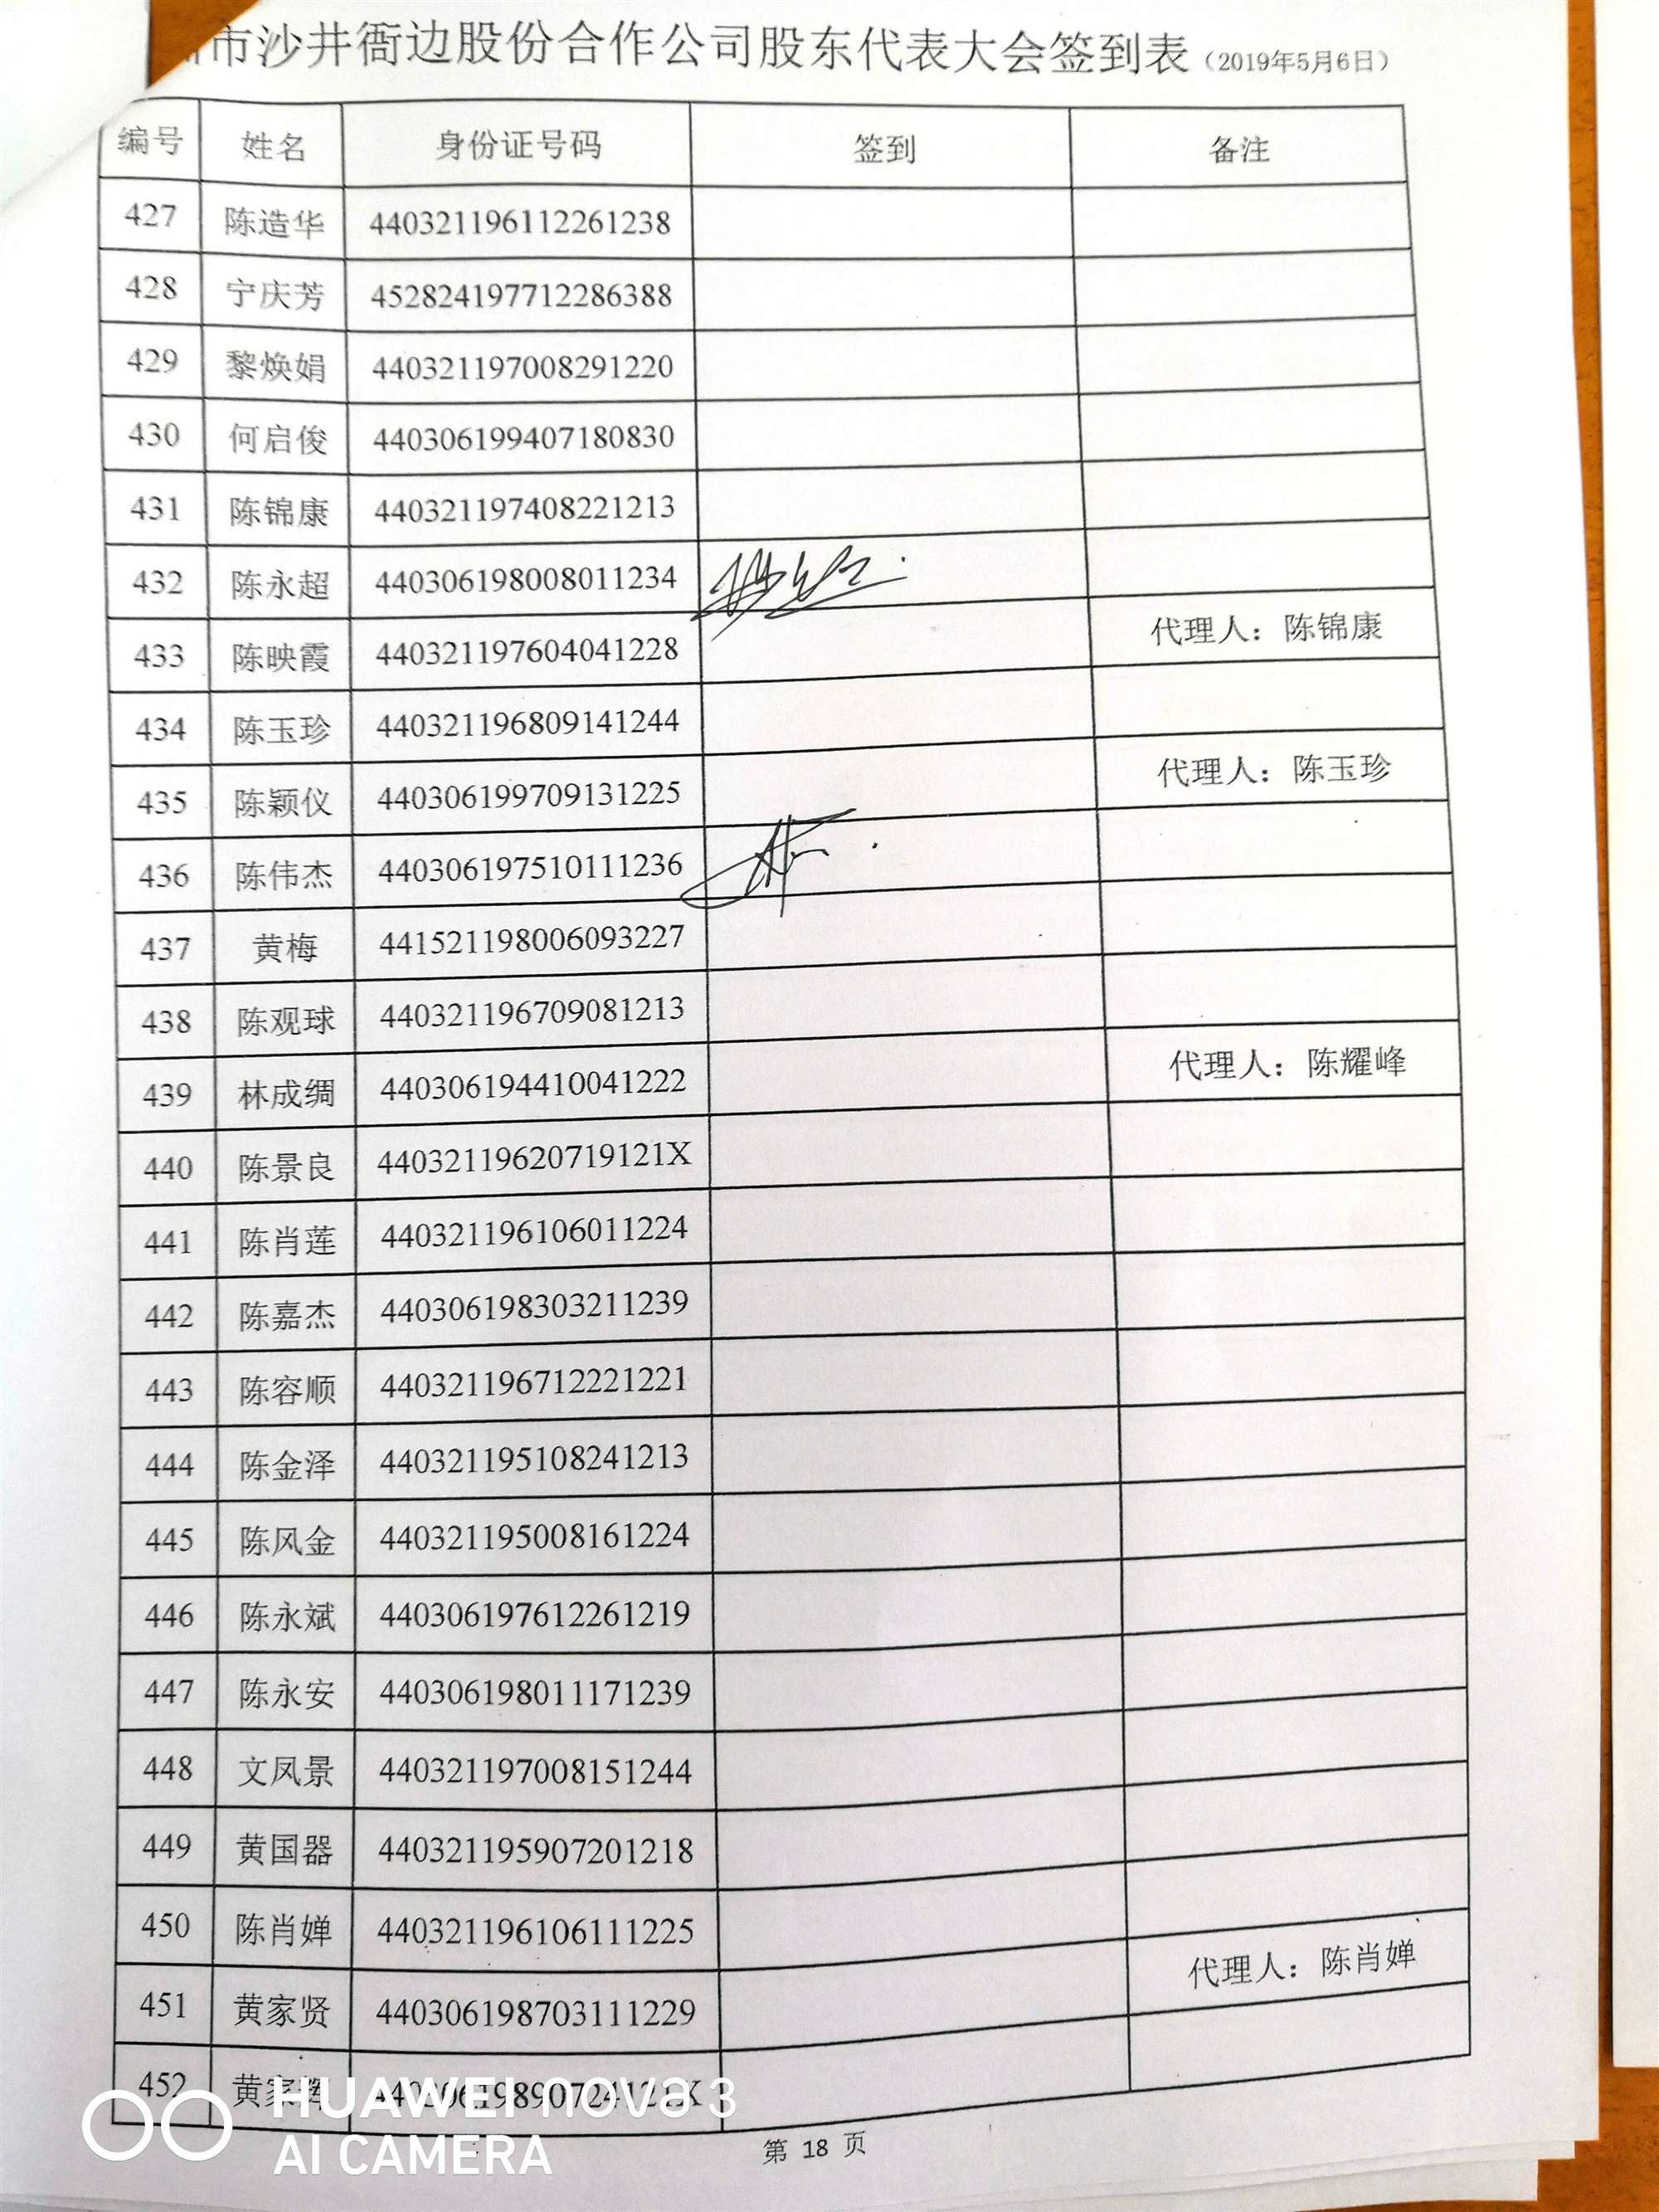 市沙井衙边股份合作公司股东代表大会签到表（2019年5月6日）
编号 姓名 身份证号码 签到 备注
427 陈造华 440321196112261238
428 宁庆芳 452824197712286388
429 黎焕娟 440321197008291220
430 何启俊 440306199407180830
431 陈锦康 440321197408221213
432 陈永超 440306198008011234
433 陈映霞 440321197604041228 代理人：陈锦康
434 陈玉珍 440321196809141244
435 陈颖仪 440306199709131225 代理人：陈玉珍
436 陈伟杰 440306197510111236
437 黄梅 441521198006093227
438 陈观球 440321196709081213
439 林成绸 440306194410041222 代理人：陈耀峰
440 陈景良 44032119620719121X
441 陈肖莲 440321196106011224
442 陈嘉杰 440306198303211239
443 陈容顺 440321196712221221
444 陈金泽 440321195108241213
445 陈风金 440321195008161224
446 陈永斌 440306197612261219
447 陈永安 440306198011171239
448 文凤景 440321197008151244
449 黄国器 440321195907201218
450 陈肖婵 440321196106111225
451 黄家贤 440306198703111229 代理人：陈肖婵
452 黄家
HUAWEI nova 3
AI CAMERA
第 18 页